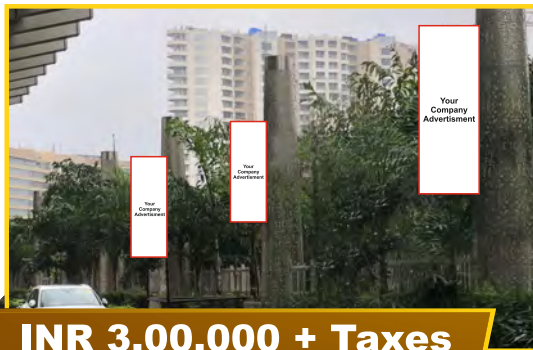 Your
Company
Advertisment
Your
Company
Advertisment
Your
Company
Advertisment
INR 3,00,000 + Taxes